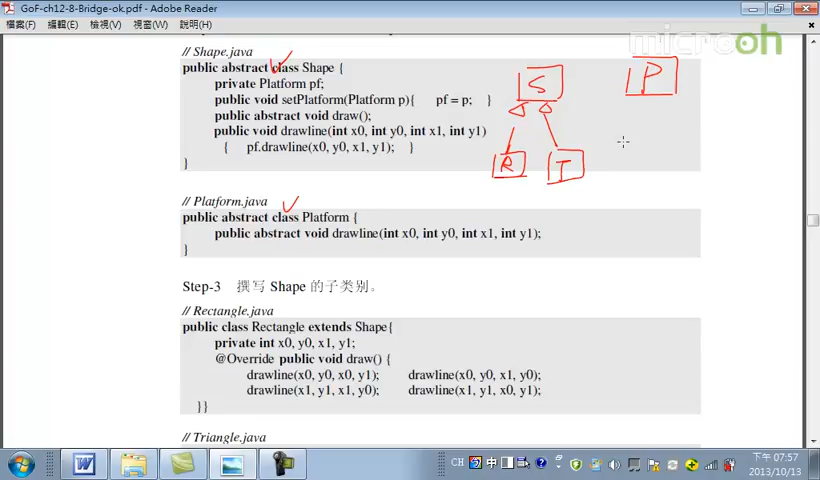 GoF-ch12-8-Bridge-ok.pdf - Adobe Reader
檔案(F) 編輯(E) 檢視(V) 視窗(W) 說明(H)
microoh
// Shape.java
public abstract class Shape {
private Platform pf;
public void setPlatform(Platform p){ pf = p; }
public abstract void draw();
public void drawline(int x0, int y0, int x1, int y1)
{ pf.drawline(x0, y0, x1, y1); }
}
S
P
R
T
// Platform.java
public abstract class Platform {
public abstract void drawline(int x0, int y0, int x1, int y1);
}
Step-3 撰写 Shape 的子类别。
// Rectangle.java
public class Rectangle extends Shape{
private int x0, y0, x1, y1;
@Override public void draw() {
drawline(x0, y0, x0, y1); drawline(x0, y0, x1, y0);
drawline(x1, y1, x1, y0); drawline(x1, y1, x0, y1);
}}
// Triangle.java
CH 中
下午 07:57
2013/10/13